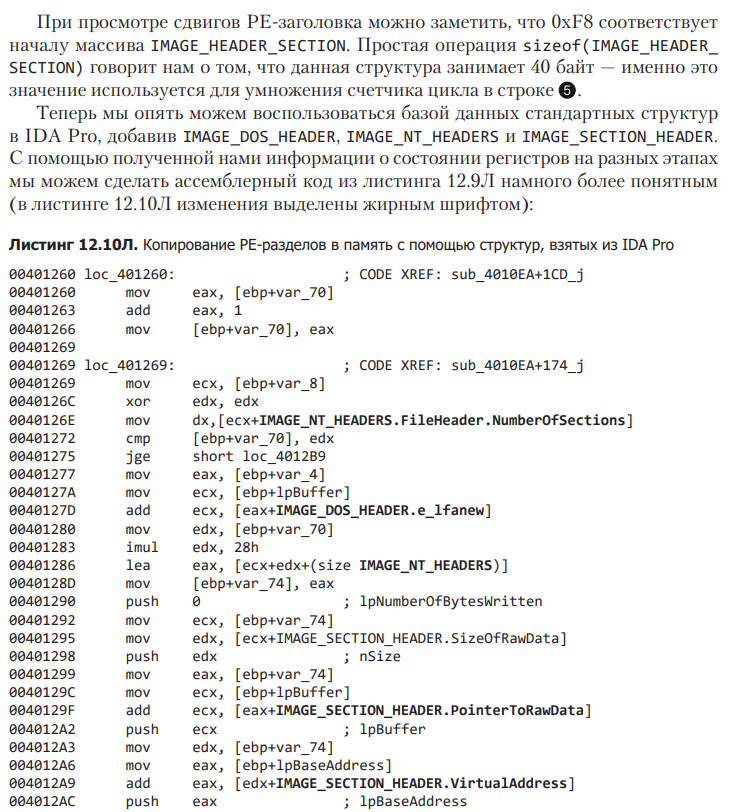 При просмотре сдвигов PE-заголовка можно заметить, что 0xF8 соответствует
началу массива IMAGE_HEADER_SECTION. Простая операция sizeof(IMAGE_HEADER_
SECTION) говорит нам о том, что данная структура занимает 40 байт — именно это
значение используется для умножения счетчика цикла в строке ❺.
Теперь мы опять можем воспользоваться базой данных стандартных структур
в IDA Pro, добавив IMAGE_DOS_HEADER, IMAGE_NT_HEADERS и IMAGE_SECTION_HEADER.
С помощью полученной нами информации о состоянии регистров на разных этапах
мы можем сделать ассемблерный код из листинга 12.9Л намного более понятным
(в листинге 12.10Л изменения выделены жирным шрифтом):
Листинг 12.10Л. Копирование PE-разделов в память с помощью структур, взятых из IDA Pro
00401260 loc_401260: ; CODE XREF: sub_4010EA+1CD_j
00401260 mov eax, [ebp+var_70]
00401263 add eax, 1
00401266 mov [ebp+var_70], eax
00401269
00401269 loc_401269: ; CODE XREF: sub_4010EA+174_j
00401269 mov ecx, [ebp+var_8]
0040126C xor edx, edx
0040126E mov dx,[ecx+IMAGE_NT_HEADERS.FileHeader.NumberOfSections]
00401272 cmp [ebp+var_70], edx
00401275 jge short loc_4012B9
00401277 mov eax, [ebp+var_4]
0040127A mov ecx, [ebp+lpBuffer]
0040127D add ecx, [eax+IMAGE_DOS_HEADER.e_lfanew]
00401280 mov edx, [ebp+var_70]
00401283 imul edx, 28h
00401286 lea eax, [ecx+edx+(size IMAGE_NT_HEADERS)]
0040128D mov [ebp+var_74], eax
00401290 push 0 ; lpNumberOfBytesWritten
00401292 mov ecx, [ebp+var_74]
00401295 mov edx, [ecx+IMAGE_SECTION_HEADER.SizeOfRawData]
00401298 push edx ; nSize
00401299 mov eax, [ebp+var_74]
0040129C mov ecx, [ebp+lpBuffer]
0040129F add ecx, [eax+IMAGE_SECTION_HEADER.PointerToRawData]
004012A2 push ecx ; lpBuffer
004012A3 mov edx, [ebp+var_74]
004012A6 mov eax, [ebp+lpBaseAddress]
004012A9 add eax, [edx+IMAGE_SECTION_HEADER.VirtualAddress]
004012AC push eax ; lpBaseAddress